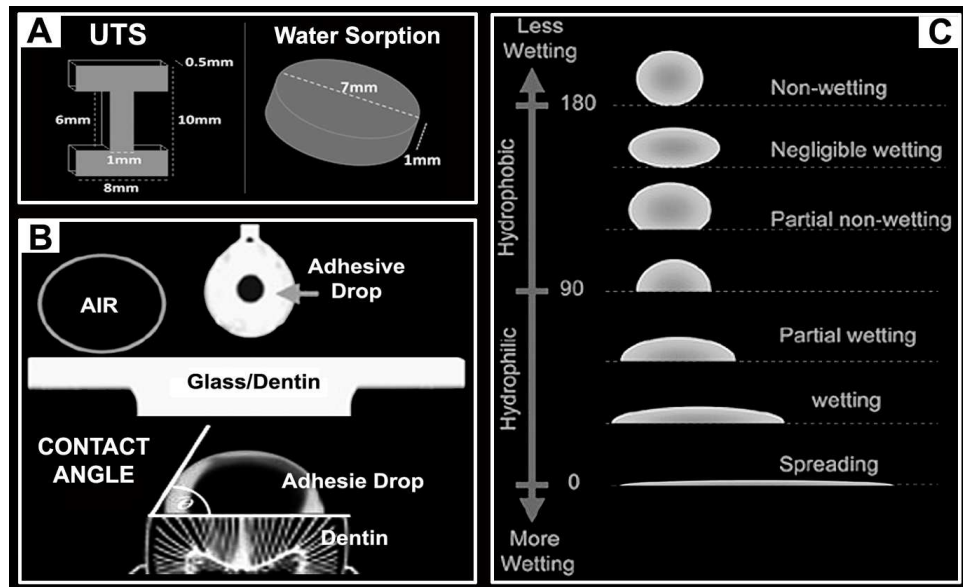 A
UTS
Water Sorption
0.5mm
6mm
10mm
1mm
8mm
7mm
1mm
B
Adhesive
Drop
AIR
Glass/Dentin
CONTACT
ANGLE
θ
Adhesie Drop
Dentin
C
Less
Wetting
180
Non-wetting
Negligible wetting
Hydrophobic
Partial non-wetting
90
Partial wetting
Hydrophilic
wetting
Spreading
0
More
Wetting